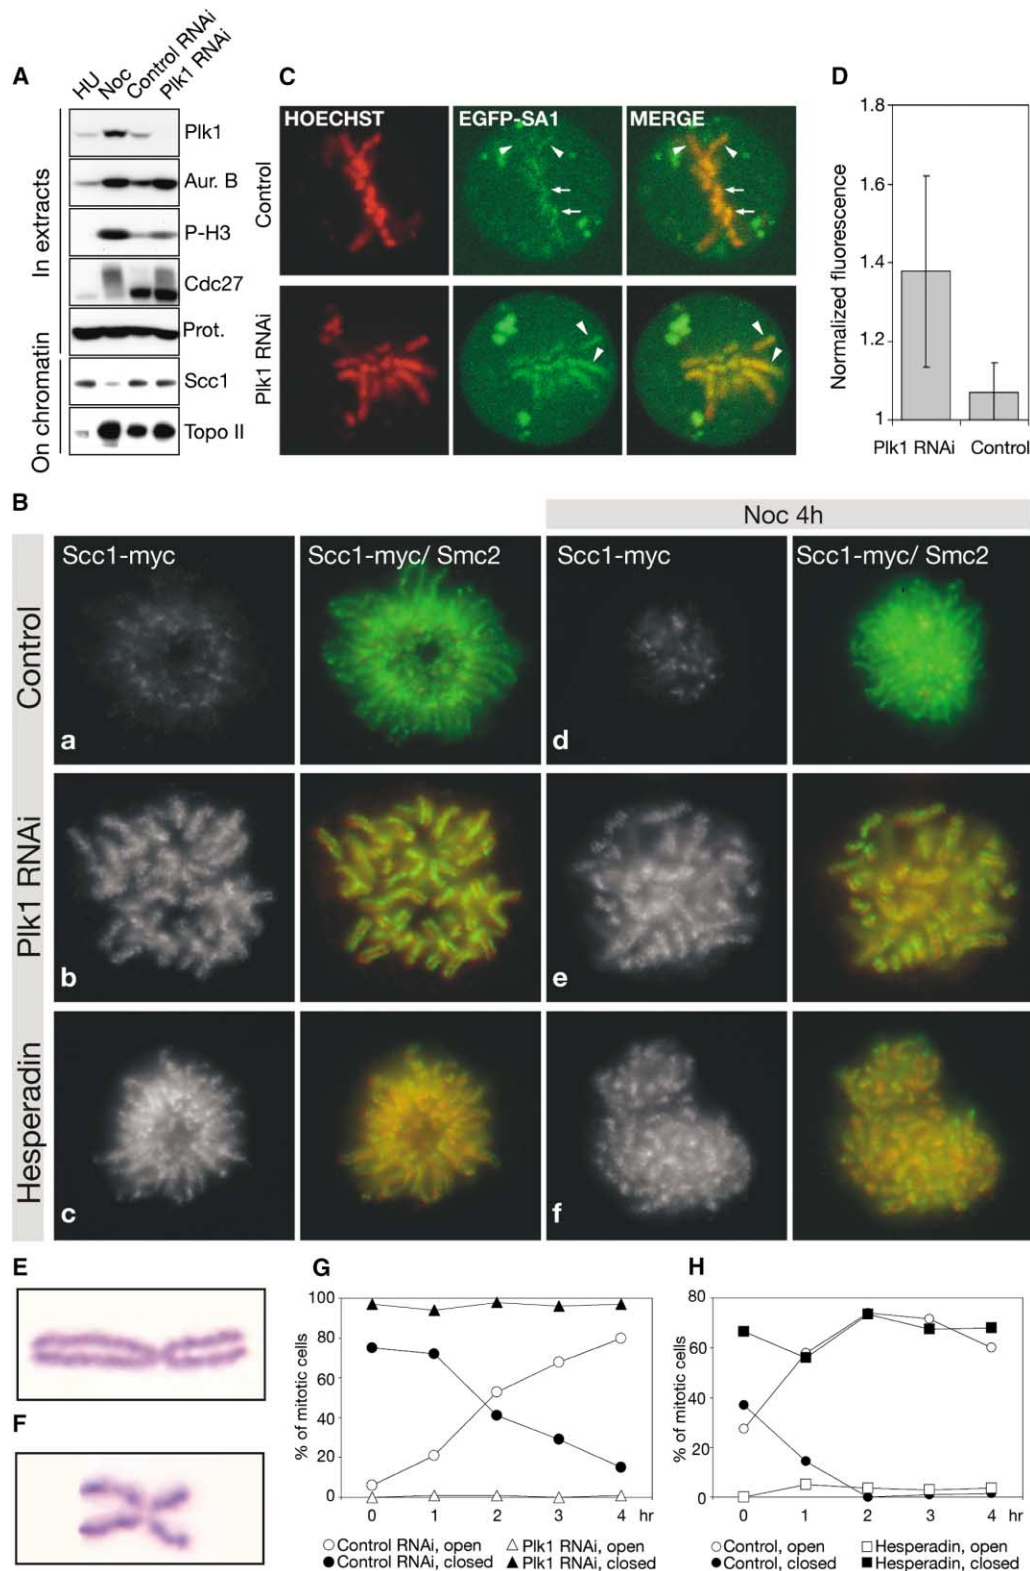 A
HU
Noc
Control RNAi
Plk1 RNAi
In extracts
Plk1
Aur. B
P-H3
Cdc27
Prot.
On chromatin
Scc1
Topo II
C
HOECHST
EGFP-SA1
MERGE
Control
Plk1 RNAi
D
Normalized fluorescence
1.8
1.6
1.4
1.2
1
Plk1 RNAi
Control
B
Noc 4h
Control
Scc1-myc
Scc1-myc/ Smc2
Scc1-myc
Scc1-myc/ Smc2
a
d
Plk1 RNAi
b
e
Hesperadin
c
f
E
F
G
% of mitotic cells
100
80
60
40
20
0
0 1 2 3 4 hr
Control RNAi, open
Plk1 RNAi, open
Control RNAi, closed
Plk1 RNAi, closed
H
% of mitotic cells
80
60
40
20
0
0 1 2 3 4 hr
Control, open
Hesperadin, open
Control, closed
Hesperadin, closed